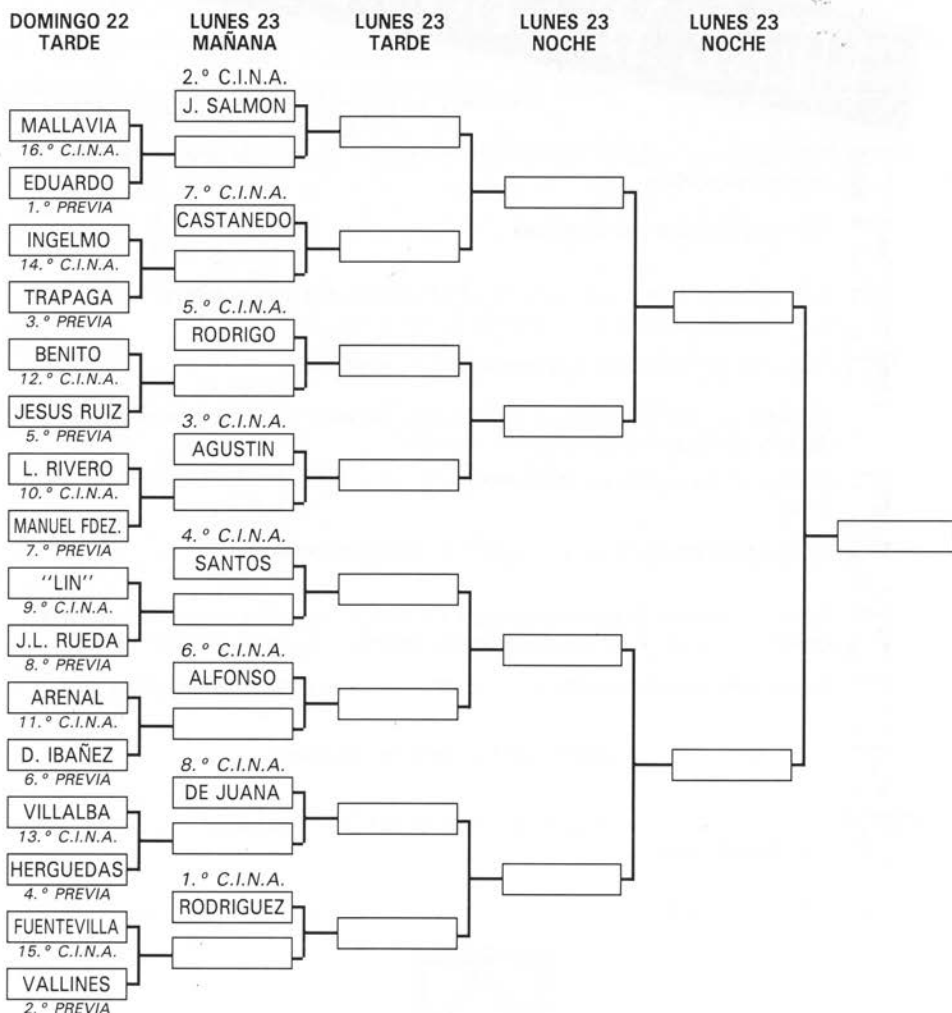 DOMINGO 22
TARDE
LUNES 23
MAÑANA
LUNES 23
TARDE
LUNES 23
NOCHE
LUNES 23
NOCHE
MALLAVIA
16.º C.I.N.A.
EDUARDO
1.º PREVIA
INGELMO
14.º C.I.N.A.
TRAPAGA
3.º PREVIA
BENITO
12.º C.I.N.A.
JESUS RUIZ
5.º PREVIA
L. RIVERO
10.º C.I.N.A.
MANUEL FDEZ.
7.º PREVIA
''LIN''
9.º C.I.N.A.
J.L. RUEDA
8.º PREVIA
ARENAL
11.º C.I.N.A.
D. IBAÑEZ
6.º PREVIA
VILLALBA
13.º C.I.N.A.
HERGUEDAS
4.º PREVIA
FUENTEVILLA
15.º C.I.N.A.
VALLINES
2.º PREVIA
2.º C.I.N.A.
J. SALMON
7.º C.I.N.A.
CASTANEDO
5.º C.I.N.A.
RODRIGO
3.º C.I.N.A.
AGUSTIN
4.º C.I.N.A.
SANTOS
6.º C.I.N.A.
ALFONSO
8.º C.I.N.A.
DE JUANA
1.º C.I.N.A.
RODRIGUEZ